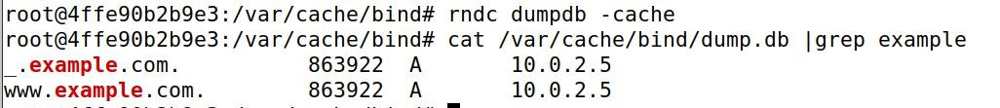 root@4ffe90b2b9e3:/var/cache/bind# rndc dumpdb -cache
root@4ffe90b2b9e3:/var/cache/bind# cat /var/cache/bind/dump.db |grep example
_.example.com. 863922 A 10.0.2.5
www.example.com. 863922 A 10.0.2.5